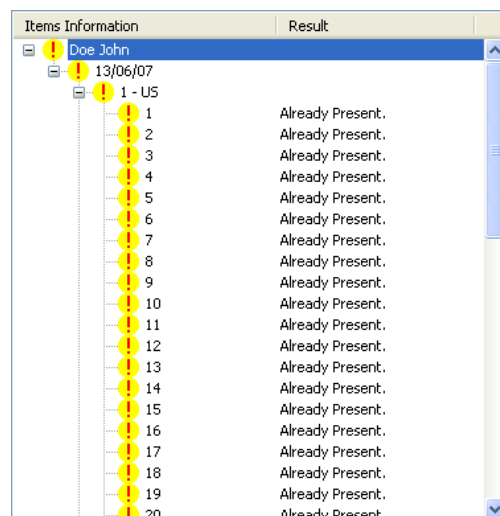 Items Information Result
Doe John
13/06/07
1 - US
1 Already Present.
2 Already Present.
3 Already Present.
4 Already Present.
5 Already Present.
6 Already Present.
7 Already Present.
8 Already Present.
9 Already Present.
10 Already Present.
11 Already Present.
12 Already Present.
13 Already Present.
14 Already Present.
15 Already Present.
16 Already Present.
17 Already Present.
18 Already Present.
19 Already Present.
20 Already Present.